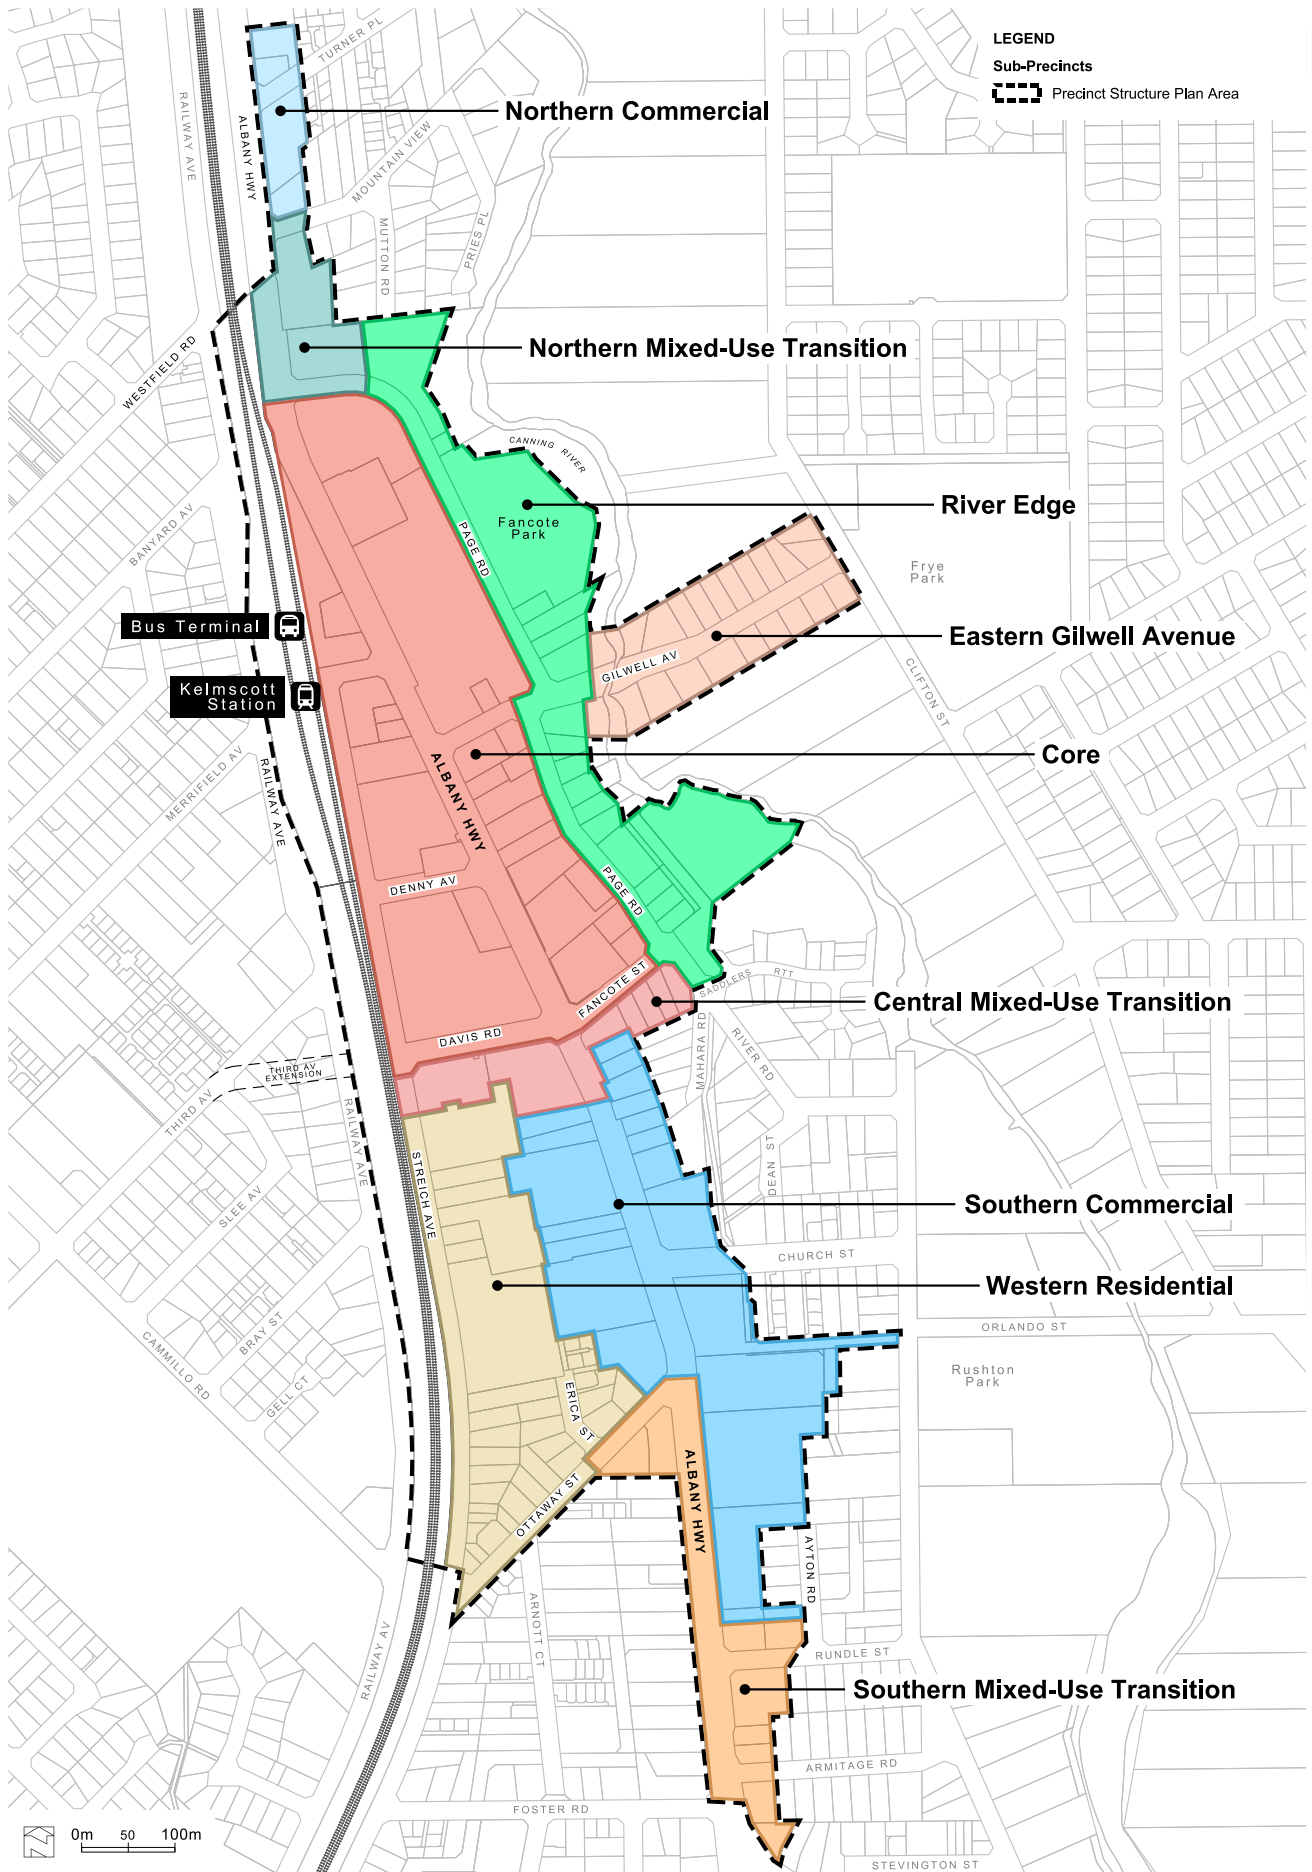 LEGEND
Sub-Precincts
Precinct Structure Plan Area
TURNER PL
RAILWAY AVE
ALBANY HWY
Northern Commercial
MOUNTAIN VIEW
MUTTON RD
PRIES PL
WESTFIELD RD
Northern Mixed-Use Transition
CANNING RIVER
BANYARD AV
PAGE RD
Fancote
Park
River Edge
Frye
Park
Bus Terminal
Eastern Gilwell Avenue
GILWELL AV
Kelmscott
Station
CLIFTON ST
Core
MERRIFIELD AV
RAILWAY AVE
ALBANY HWY
DENNY AV
PAGE RD
FANCOTE ST
SADDLERS RTT
Central Mixed-Use Transition
DAVIS RD
MAHARA RD
RIVER RD
THIRD AV
EXTENSION
THIRD AV
RAILWAY AVE
DEAN ST
STREICH AVE
SLEE AV
Southern Commercial
CHURCH ST
Western Residential
ORLANDO ST
BRAY ST
CAMMILLO RD
GELL CT
Rushton
Park
ERICA ST
ALBANY HWY
OTTAWAY ST
AYTON RD
ARNOTT CT
RAILWAY AV
RUNDLE ST
Southern Mixed-Use Transition
ARMITAGE RD
FOSTER RD
0m 50 100m
STEVINGTON ST